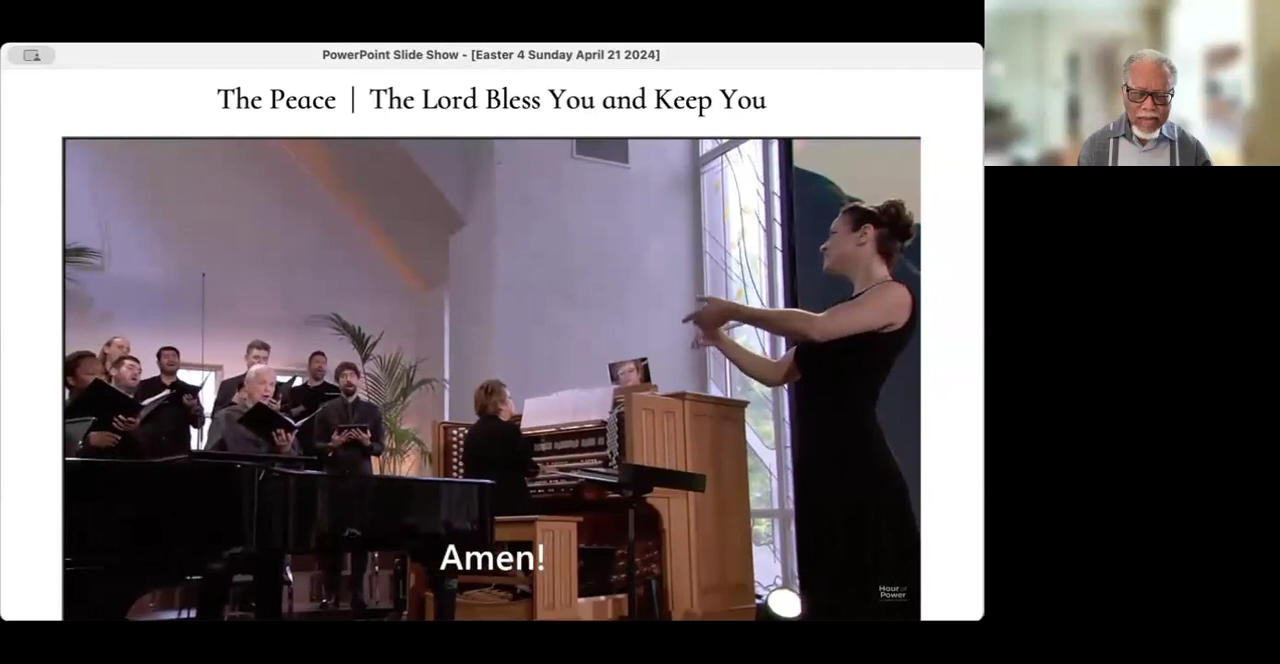 PowerPoint Slide Show - [Easter 4 Sunday April 21 2024]
The Peace | The Lord Bless You and Keep You
Amen!
Hour of
Power